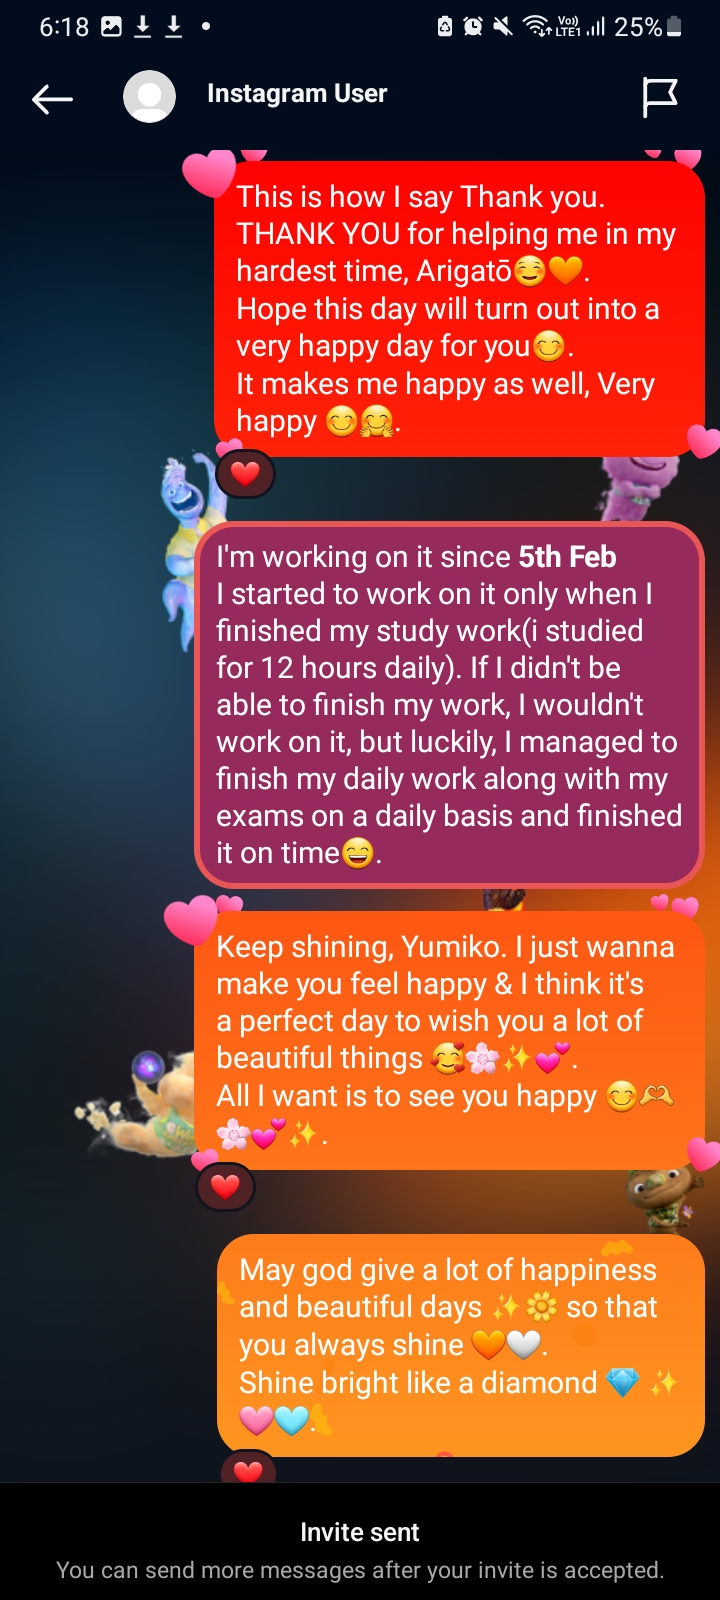 6:18
Vo)) LTE1 25%
Instagram User
This is how I say Thank you.
THANK YOU for helping me in my
hardest time, Arigatō☺️🧡.
Hope this day will turn out into a
very happy day for you😊.
It makes me happy as well, Very
happy 😊🤗.
❤️
I'm working on it since 5th Feb
I started to work on it only when I
finished my study work(i studied
for 12 hours daily). If I didn't be
able to finish my work, I wouldn't
work on it, but luckily, I managed to
finish my daily work along with my
exams on a daily basis and finished
it on time😄.
Keep shining, Yumiko. I just wanna
make you feel happy & I think it's
a perfect day to wish you a lot of
beautiful things 🥰🌸✨💕.
All I want is to see you happy 😊🫶
🌸💕✨.
❤️
May god give a lot of happiness
and beautiful days ✨🌼 so that
you always shine 🧡🤍.
Shine bright like a diamond 💎 ✨
🩷🩵.
❤️
Invite sent
You can send more messages after your invite is accepted.